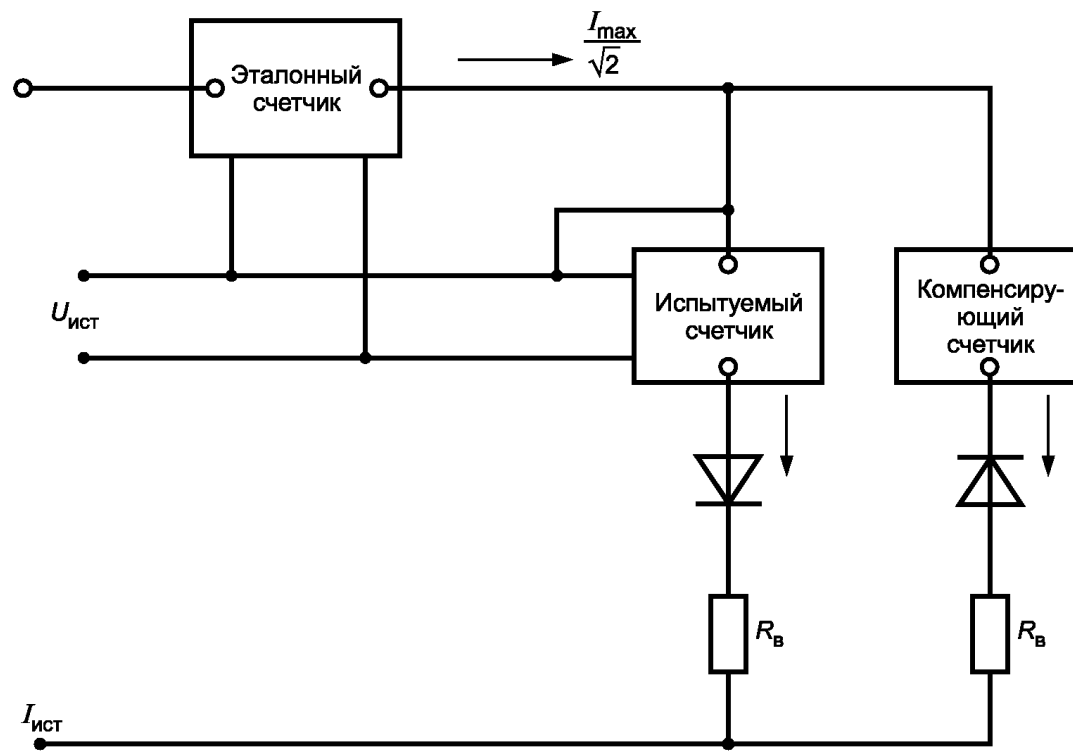 Эталонный
счетчик
I_max
√2
U_ист
Испытуемый
счетчик
Компенсиру-
ющий
счетчик
R_в
R_в
I_ист